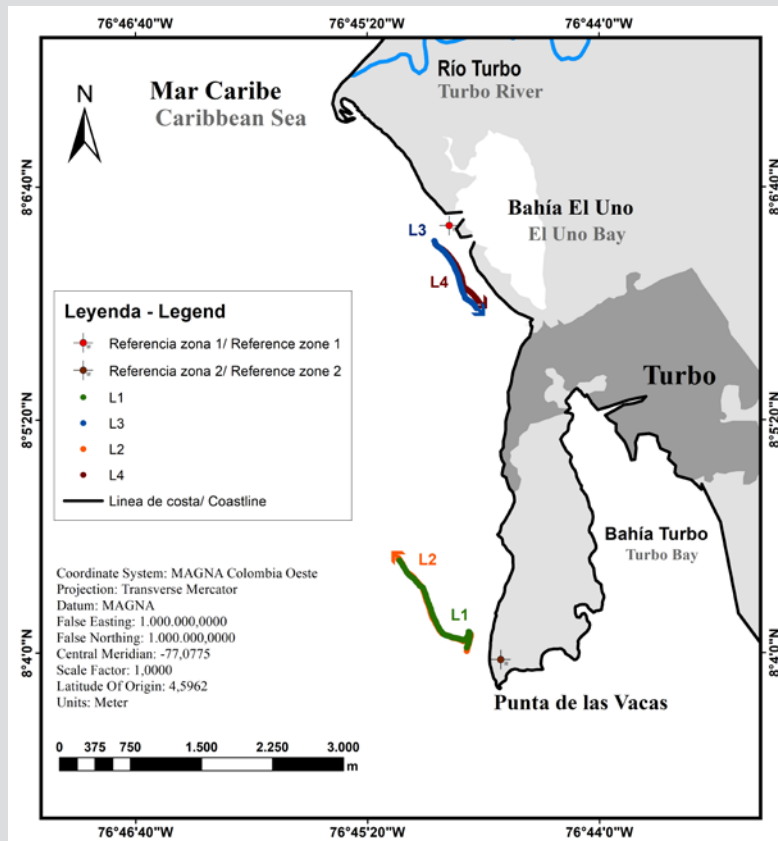 76°46'40"W
76°45'20"W
76°44'0"W
Mar Caribe
Caribbean Sea
Río Turbo
Turbo River
N
8°6'40"N
8°6'40"N
Bahía El Uno
El Uno Bay
L3
L4
Leyenda - Legend
Referencia zona 1/ Reference zone 1
Referencia zona 2/ Reference zone 2
L1
L3
L2
L4
Linea de costa/ Coastline
Turbo
8°5'20"N
8°5'20"N
Bahía Turbo
Turbo Bay
L2
L1
Coordinate System: MAGNA Colombia Oeste
Projection: Transverse Mercator
Datum: MAGNA
False Easting: 1.000.000,0000
False Northing: 1.000.000,0000
Central Meridian: -77,0775
Scale Factor: 1,0000
Latitude Of Origin: 4,5962
Units: Meter
8°4'0"N
8°4'0"N
Punta de las Vacas
0 375 750 1.500 2.250 3.000
m
76°46'40"W
76°45'20"W
76°44'0"W